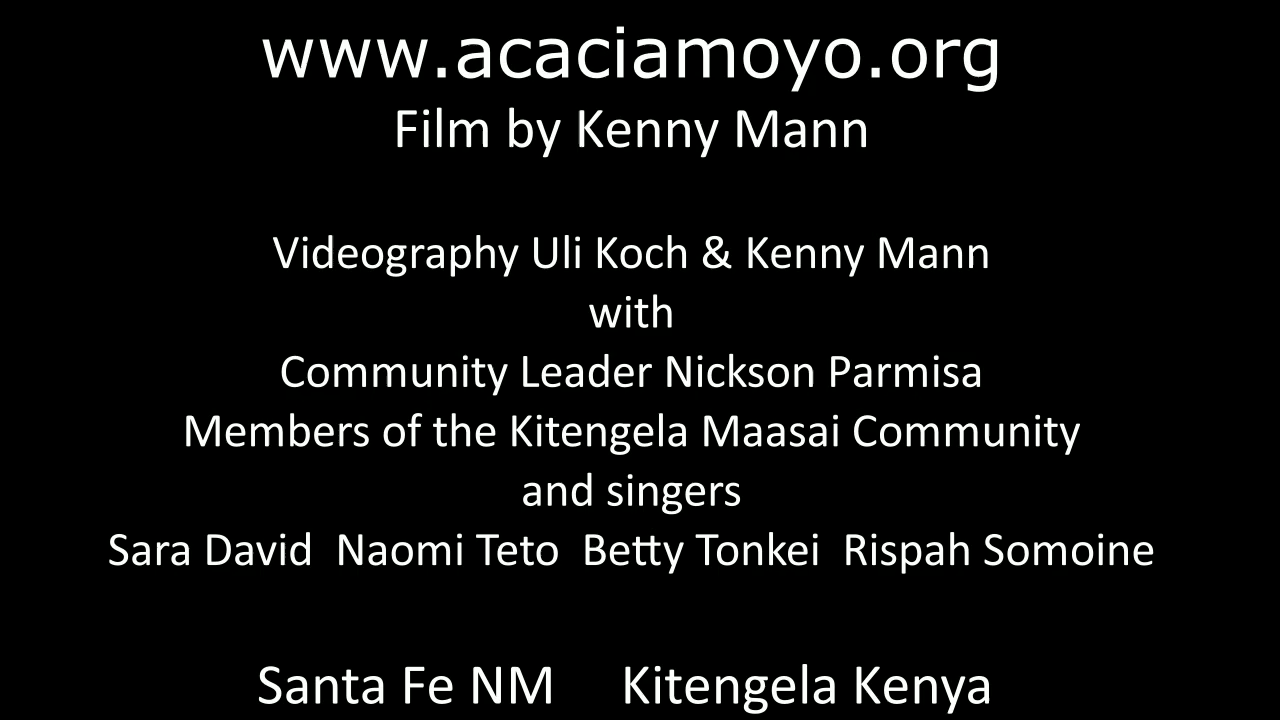 www.acaciamoyo.org
Film by Kenny Mann
Videography Uli Koch & Kenny Mann
with
Community Leader Nickson Parmisa
Members of the Kitengela Maasai Community
and singers
Sara David  Naomi Teto  Betty Tonkei  Rispah Somoine
Santa Fe NM     Kitengela Kenya